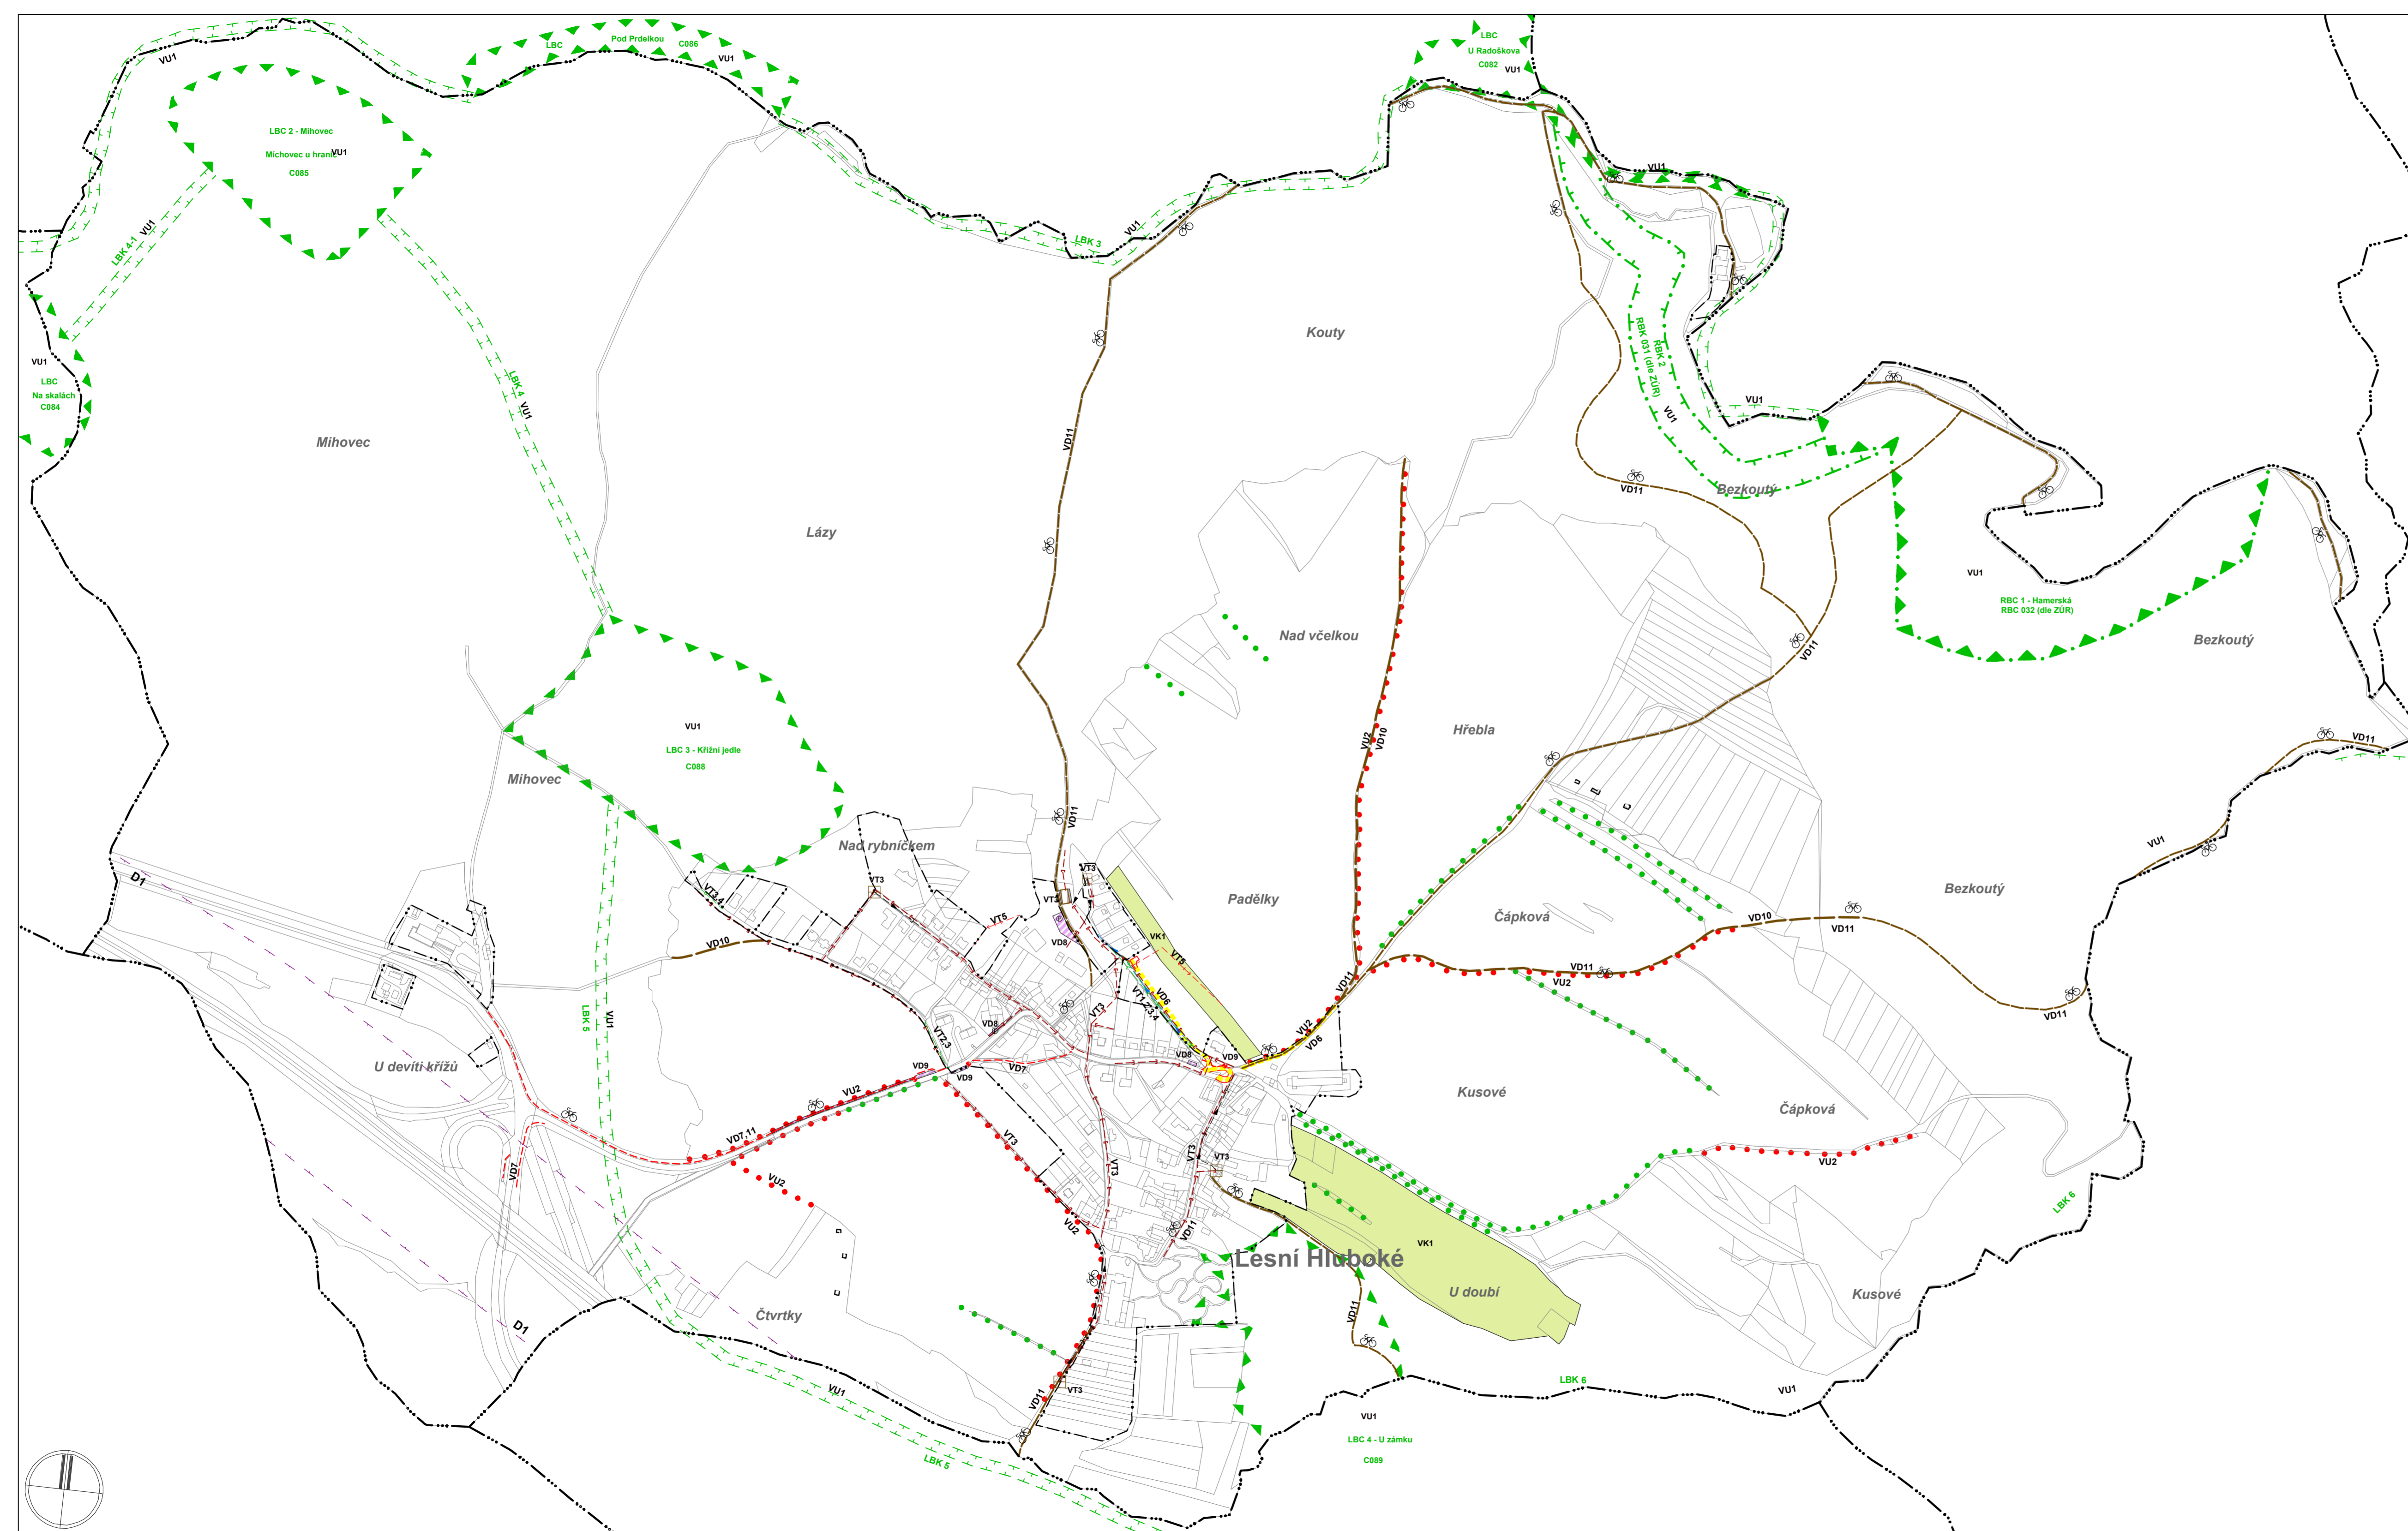 LBC
Pod Prdelkou
C086
VU1
VU1
LBC
U Radoškova
C082
VU1
LBC 2 - Mihovec
Míchovec u hranic
VU1
C085
VU1
LBK 4-1
VU1
LBK 3
VU1
VU1
LBC
Na skalách
C084
Kouty
RBK 2
RBK 031 (dle ZÚR)
VU1
VU1
LBK 4
VU1
Mihovec
VD11
VD11
Bezkoutý
Lázy
VU1
RBC 1 - Hamerská
RBC 032 (dle ZÚR)
Bezkoutý
Nad včelkou
VD11
VU1
LBC 3 - Křižní jedle
C088
Hřebla
VU2
VD10
VD11
Mihovec
VD11
Nad rybníčkem
VU1
D1
VT3
VT3
VT3,4
VT3
Padělky
Bezkoutý
Čápková
VT5
VD10
VD11
VD10
VD8
VK1
VT5
VD11
VU2
VD11
VD11
VD6
VT1,2,3,4
LBK 5
VU1
VT3
VD8
VU2
VD6
VT2,3
VD8
VD9
U devíti křížů
VD9
VD9
VD7
VU2
Kusové
Čápková
VD7,11
VT3
VD7
VT3
VT3
VT3
VU2
VU2
VU2
VD11
LBK 6
VK1
Lesní Hluboké
U doubí
Kusové
Čtvrtky
VD11
D1
VU1
VD11
VT3
LBK 6
VU1
VU1
LBC 4 - U zámku
C089
LBK 5